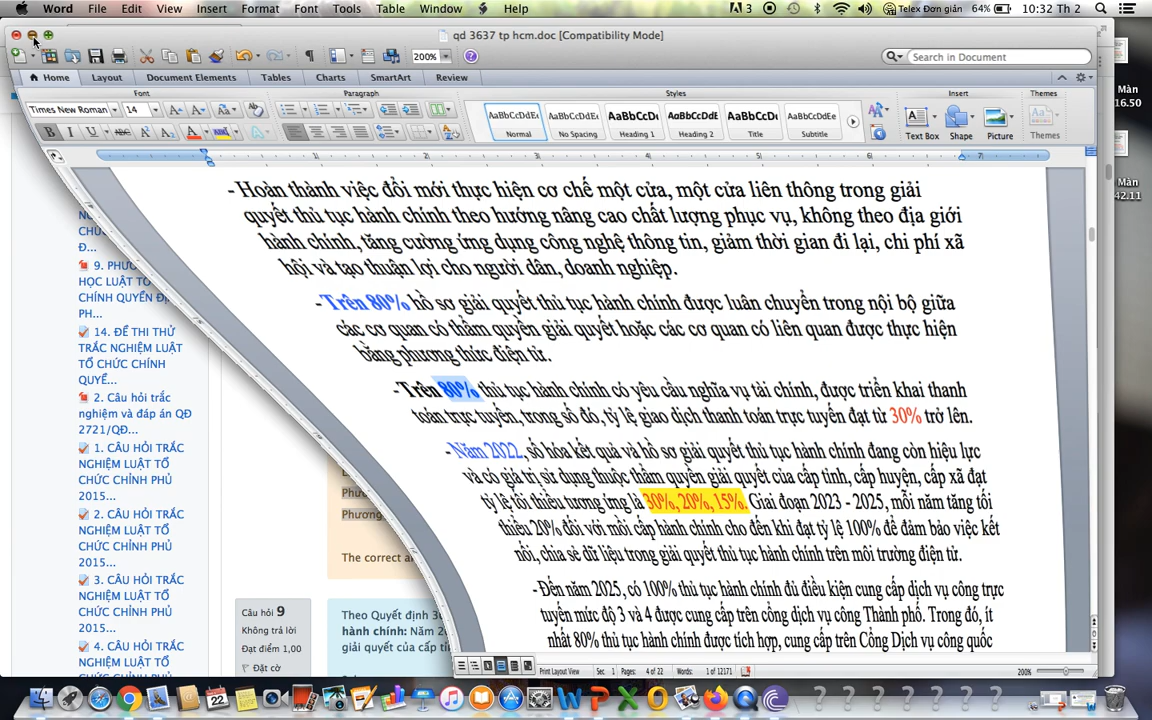 Word File Edit View Insert Format Font Tools Table Window Help
3 Telex Đơn giản 64% 10:32 Th 2
qd 3637 tp hcm.doc [Compatibility Mode]
200% Search in Document
Home Layout Document Elements Tables Charts SmartArt Review
Font Paragraph Styles Insert Themes
Times New Roman 14
AaBbCcDdE AaBbCcDdE AaBbCcD AaBbCcDdE AaBbCcD AaBbCcDdEe
Normal No Spacing Heading 1 Heading 2 Title Subtitle
Text Box Shape Picture Themes
Màn
16.50
Màn
42.11
- Hoàn thành việc đổi mới thực hiện cơ chế một cửa, một cửa liên thông trong giải
quyết thủ tục hành chính theo hướng nâng cao chất lượng phục vụ, không theo địa giới
hành chính, tăng cường ứng dụng công nghệ thông tin, giảm thời gian đi lại, chi phí xã
hội và tạo thuận lợi cho người dân, doanh nghiệp.
- Trên 80% hồ sơ giải quyết thủ tục hành chính được luân chuyển trong nội bộ giữa
các cơ quan có thẩm quyền giải quyết hoặc các cơ quan có liên quan được thực hiện
bằng phương thức điện tử.
- Trên 80% thủ tục hành chính có yêu cầu nghĩa vụ tài chính, được triển khai thanh
toán trực tuyến, trong số đó, tỷ lệ giao dịch thanh toán trực tuyến đạt từ 30% trở lên.
- Năm 2022, số hóa kết quả và hồ sơ giải quyết thủ tục hành chính đang còn hiệu lực
và có giá trị sử dụng thuộc thẩm quyền giải quyết của cấp tỉnh, cấp huyện, cấp xã đạt
tỷ lệ tối thiểu tương ứng là 30%, 20%, 15%. Giai đoạn 2023 - 2025, mỗi năm tăng tối
thiểu 20% đối với mỗi cấp hành chính cho đến khi đạt tỷ lệ 100% để đảm bảo việc kết
nối, chia sẻ dữ liệu trong giải quyết thủ tục hành chính trên môi trường điện tử.
- Đến năm 2025, có 100% thủ tục hành chính đủ điều kiện cung cấp dịch vụ công trực
tuyến mức độ 3 và 4 được cung cấp trên cổng dịch vụ công Thành phố. Trong đó, ít
nhất 80% thủ tục hành chính được tích hợp, cung cấp trên Cổng Dịch vụ công quốc
Đ...
9. PHƯƠ
HỌC LUẬT TỔ
CHÍNH QUYỀN ĐỊ
PH...
14. ĐỀ THI THỬ
TRẮC NGHIỆM LUẬT
TỔ CHỨC CHÍNH
QUYỀ...
2. Câu hỏi trắc
nghiệm và đáp án QĐ
2721/QĐ...
1. CÂU HỎI TRẮC
NGHIỆM LUẬT TỔ
CHỨC CHÍNH PHỦ
2015...
2. CÂU HỎI TRẮC
NGHIỆM LUẬT TỔ
CHỨC CHÍNH PHỦ
2015...
3. CÂU HỎI TRẮC
NGHIỆM LUẬT TỔ
CHỨC CHÍNH PHỦ
2015...
4. CÂU HỎI TRẮC
NGHIỆM LUẬT TỔ
Phươ
Phương
The correct a
Câu hỏi 9
Không trả lời
Đạt điểm 1,00
Đặt cờ
Theo Quyết định 3
hành chính: Năm 2
giải quyết của cấp tỉ
Print Layout View Sec 1 Pages: 4 of 22 Words: 1 of 12171 200%
22